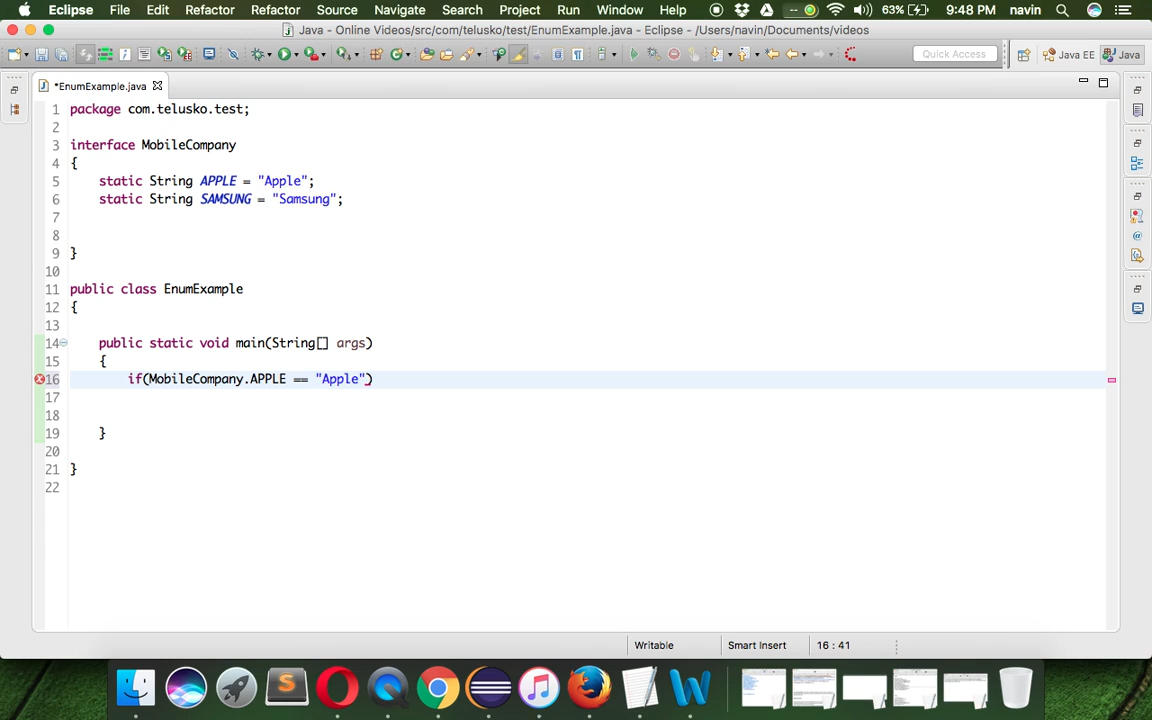 Eclipse File Edit Refactor Refactor Source Navigate Search Project Run Window Help 63% 9:48 PM navin
Java - Online Videos/src/com/telusko/test/EnumExample.java - Eclipse - /Users/navin/Documents/videos
Quick Access Java EE Java
*EnumExample.java
1 package com.telusko.test;
2
3 interface MobileCompany
4 {
5 static String APPLE = "Apple";
6 static String SAMSUNG = "Samsung";
7
8
9 }
10
11 public class EnumExample
12 {
13
14 public static void main(String[] args)
15 {
16 if(MobileCompany.APPLE == "Apple")
17
18
19 }
20
21 }
22
Writable Smart Insert 16 : 41